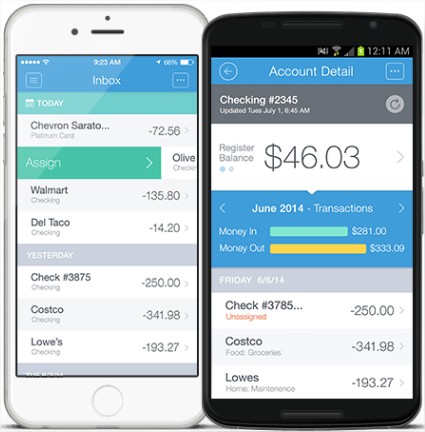 9:23 AM
66%
Inbox
TODAY
Chevron Sarato...
Platinum Card
-72.56
Assign
Olive
Checkin
Walmart
Checking
-135.80
Del Taco
Checking
-14.20
YESTERDAY
Check #3875
Checking
-250.00
Costco
Checking
-341.98
Lowe's
Checking
-193.27
12:11 AM
Account Detail
Checking #2345
Updated Tues July 1, 6:45 AM
Register
Balance
$46.03
June 2014 - Transactions
Money In
$281.00
Money Out
$333.09
FRIDAY 6/6/14
Check #3785...
Unassigned
-250.00
Costco
Food: Groceries
-341.98
Lowes
Home: Maintenence
-193.27